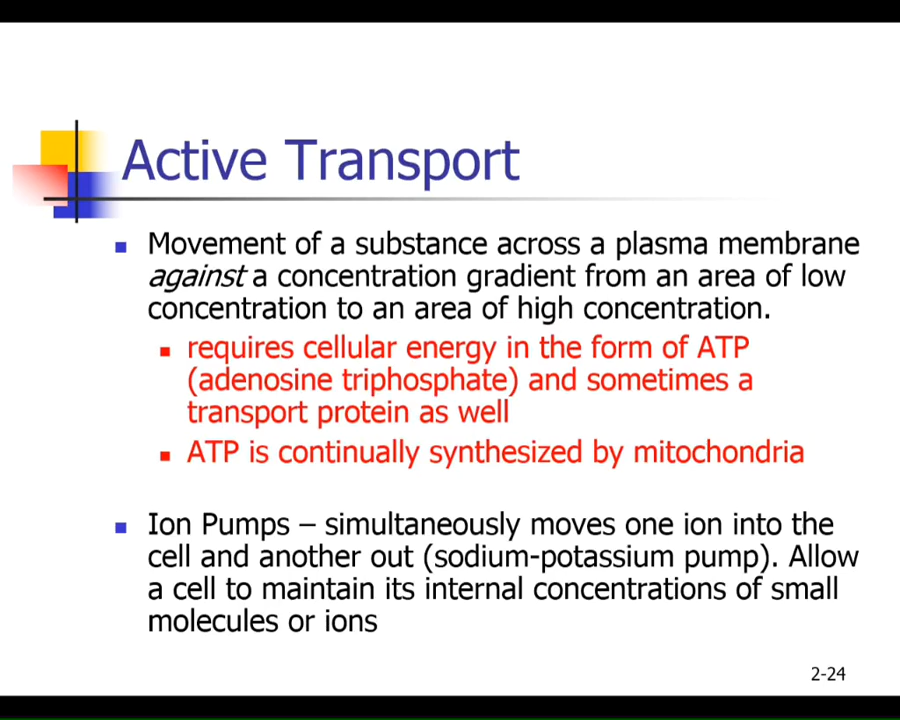 Active Transport
Movement of a substance across a plasma membrane
against a concentration gradient from an area of low
concentration to an area of high concentration.
requires cellular energy in the form of ATP
(adenosine triphosphate) and sometimes a
transport protein as well
ATP is continually synthesized by mitochondria
Ion Pumps – simultaneously moves one ion into the
cell and another out (sodium-potassium pump). Allow
a cell to maintain its internal concentrations of small
molecules or ions
2-24